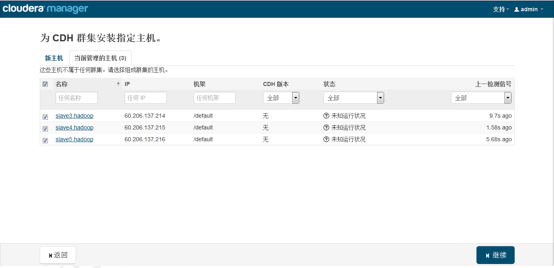 cloudera manager 支持 admin
为 CDH 群集安装指定主机。
新主机 当前管理的主机 (3)
这些主机不属于任何群集。请选择组成群集的主机。
名称 IP 机架 CDH 版本 状态 上一检测信号
任何名称 任何 IP 任何机架 全部 全部 全部
slave3.hadoop 60.206.137.214 /default 无 未知运行状况 9.7s ago
slave4.hadoop 60.206.137.215 /default 无 未知运行状况 1.58s ago
slave5.hadoop 60.206.137.216 /default 无 未知运行状况 5.68s ago
返回 继续